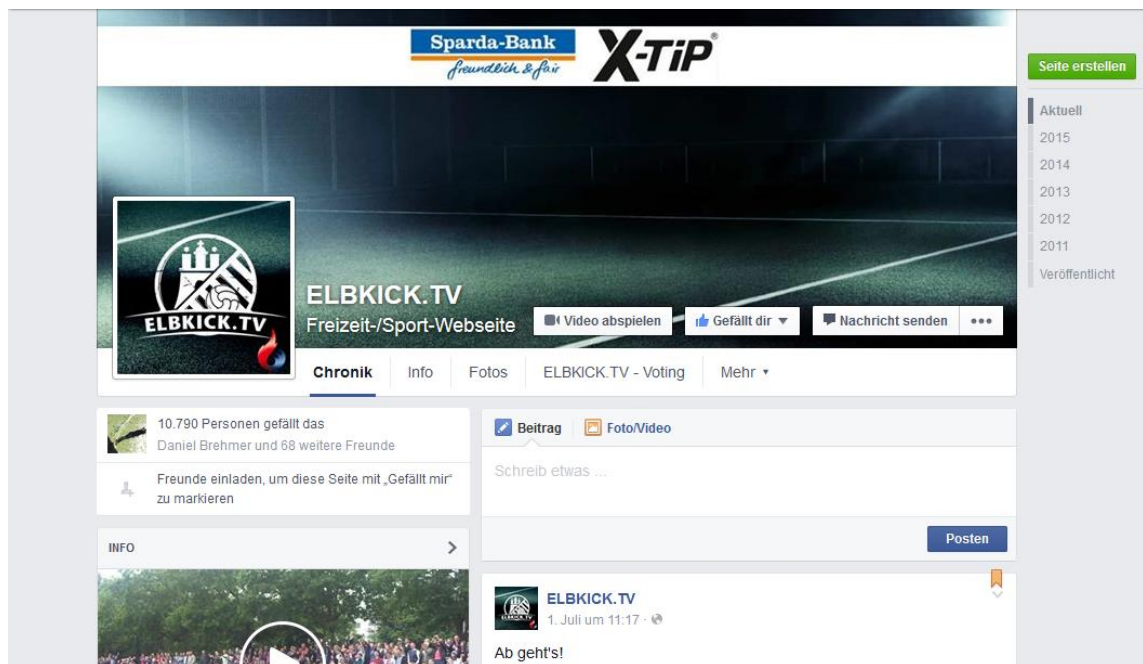 Sparda-Bank
freundlich & fair
X-TiP®
Seite erstellen
Aktuell
2015
2014
2013
2012
2011
Veröffentlicht
ELBKICK.TV
ELBKICK.TV
Freizeit-/Sport-Webseite
Video abspielen
Gefällt dir
Nachricht senden
Chronik
Info
Fotos
ELBKICK.TV - Voting
Mehr
10.790 Personen gefällt das
Daniel Brehmer und 68 weitere Freunde
Freunde einladen, um diese Seite mit „Gefällt mir“
zu markieren
INFO
Beitrag
Foto/Video
Schreib etwas ...
Posten
ELBKICK.TV
ELBKICK.TV
1. Juli um 11:17 ·
Ab geht's!